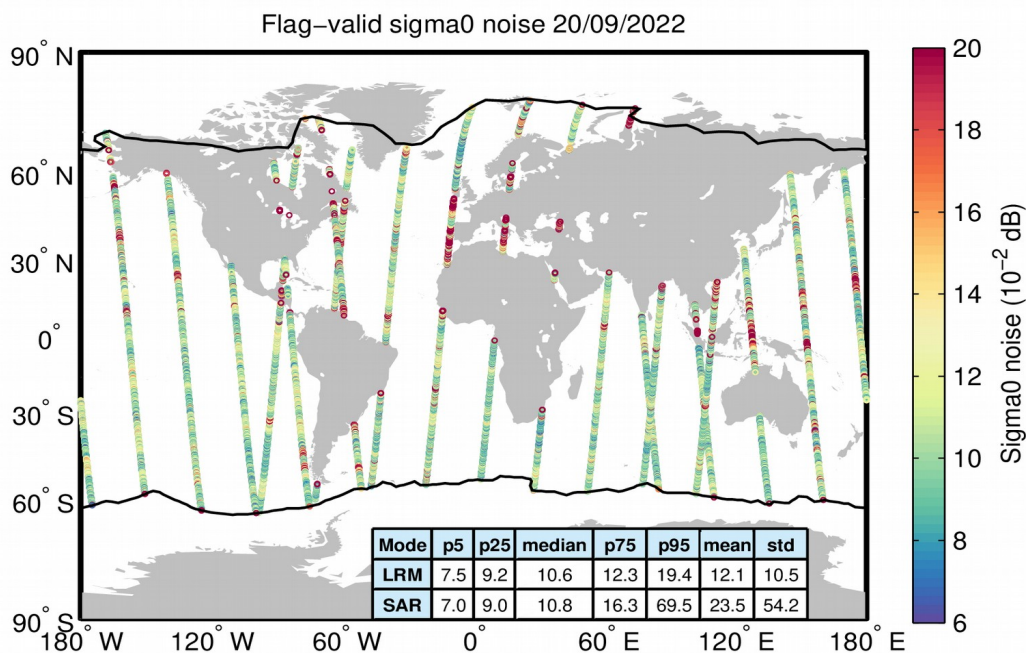 Flag−valid sigma0 noise 20/09/2022
90° N
60° N
30° N
0°
30° S
60° S
90° S
180° W
120° W
60° W
0°
60° E
120° E
180° E
Mode p5 p25 median p75 p95 mean std
LRM 7.5 9.2 10.6 12.3 19.4 12.1 10.5
SAR 7.0 9.0 10.8 16.3 69.5 23.5 54.2
20
18
16
14
12
10
8
6
Sigma0 noise (10⁻² dB)